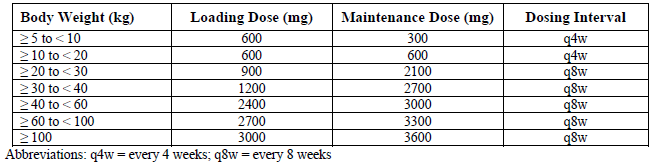 Body Weight (kg) Loading Dose (mg) Maintenance Dose (mg) Dosing Interval
≥ 5 to < 10 600 300 q4w
≥ 10 to < 20 600 600 q4w
≥ 20 to < 30 900 2100 q8w
≥ 30 to < 40 1200 2700 q8w
≥ 40 to < 60 2400 3000 q8w
≥ 60 to < 100 2700 3300 q8w
≥ 100 3000 3600 q8w
Abbreviations: q4w = every 4 weeks; q8w = every 8 weeks